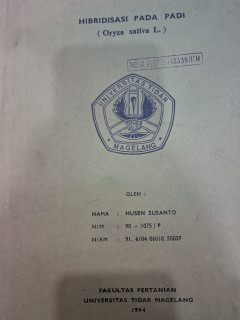 HIBRIDISASI PADA PADI
( Oryza sativa L. )
UNIVERSITAS TIDAR
MAGELANG
OLEH :
NAMA : HUSEN SUSANTO
NIM : 90 - 1075 / P
NIRM : 91. 6104.06010.50037
FAKULTAS PERTANIAN
UNIVERSITAS TIDAR MAGELANG
1994